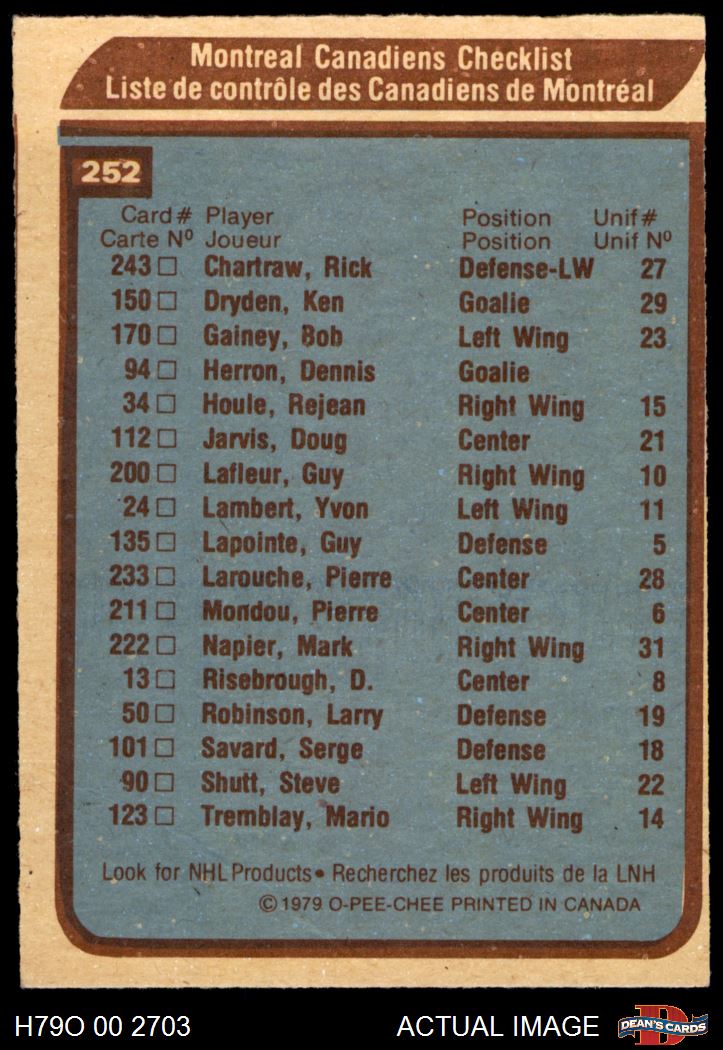 Montreal Canadiens Checklist
Liste de contrôle des Canadiens de Montréal
252
Card # Player Position Unif #
Carte Nº Joueur Position Unif Nº
243 □ Chartraw, Rick Defense-LW 27
150 □ Dryden, Ken Goalie 29
170 □ Gainey, Bob Left Wing 23
94 □ Herron, Dennis Goalie
34 □ Houle, Rejean Right Wing 15
112 □ Jarvis, Doug Center 21
200 □ Lafleur, Guy Right Wing 10
24 □ Lambert, Yvon Left Wing 11
135 □ Lapointe, Guy Defense 5
233 □ Larouche, Pierre Center 28
211 □ Mondou, Pierre Center 6
222 □ Napier, Mark Right Wing 31
13 □ Risebrough, D. Center 8
50 □ Robinson, Larry Defense 19
101 □ Savard, Serge Defense 18
90 □ Shutt, Steve Left Wing 22
123 □ Tremblay, Mario Right Wing 14
Look for NHL Products • Recherchez les produits de la LNH
© 1979 O-PEE-CHEE PRINTED IN CANADA
H79O 00 2703 ACTUAL IMAGE D DEAN'S CARDS